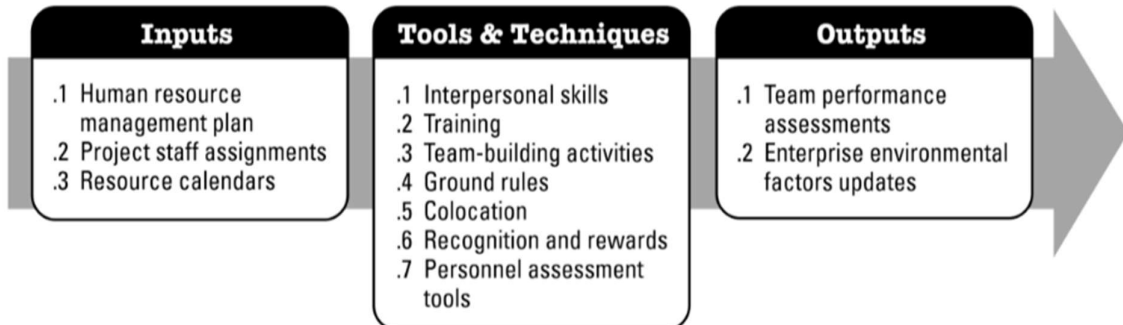 Inputs
.1 Human resource
management plan
.2 Project staff assignments
.3 Resource calendars
Tools & Techniques
.1 Interpersonal skills
.2 Training
.3 Team-building activities
.4 Ground rules
.5 Colocation
.6 Recognition and rewards
.7 Personnel assessment
tools
Outputs
.1 Team performance
assessments
.2 Enterprise environmental
factors updates